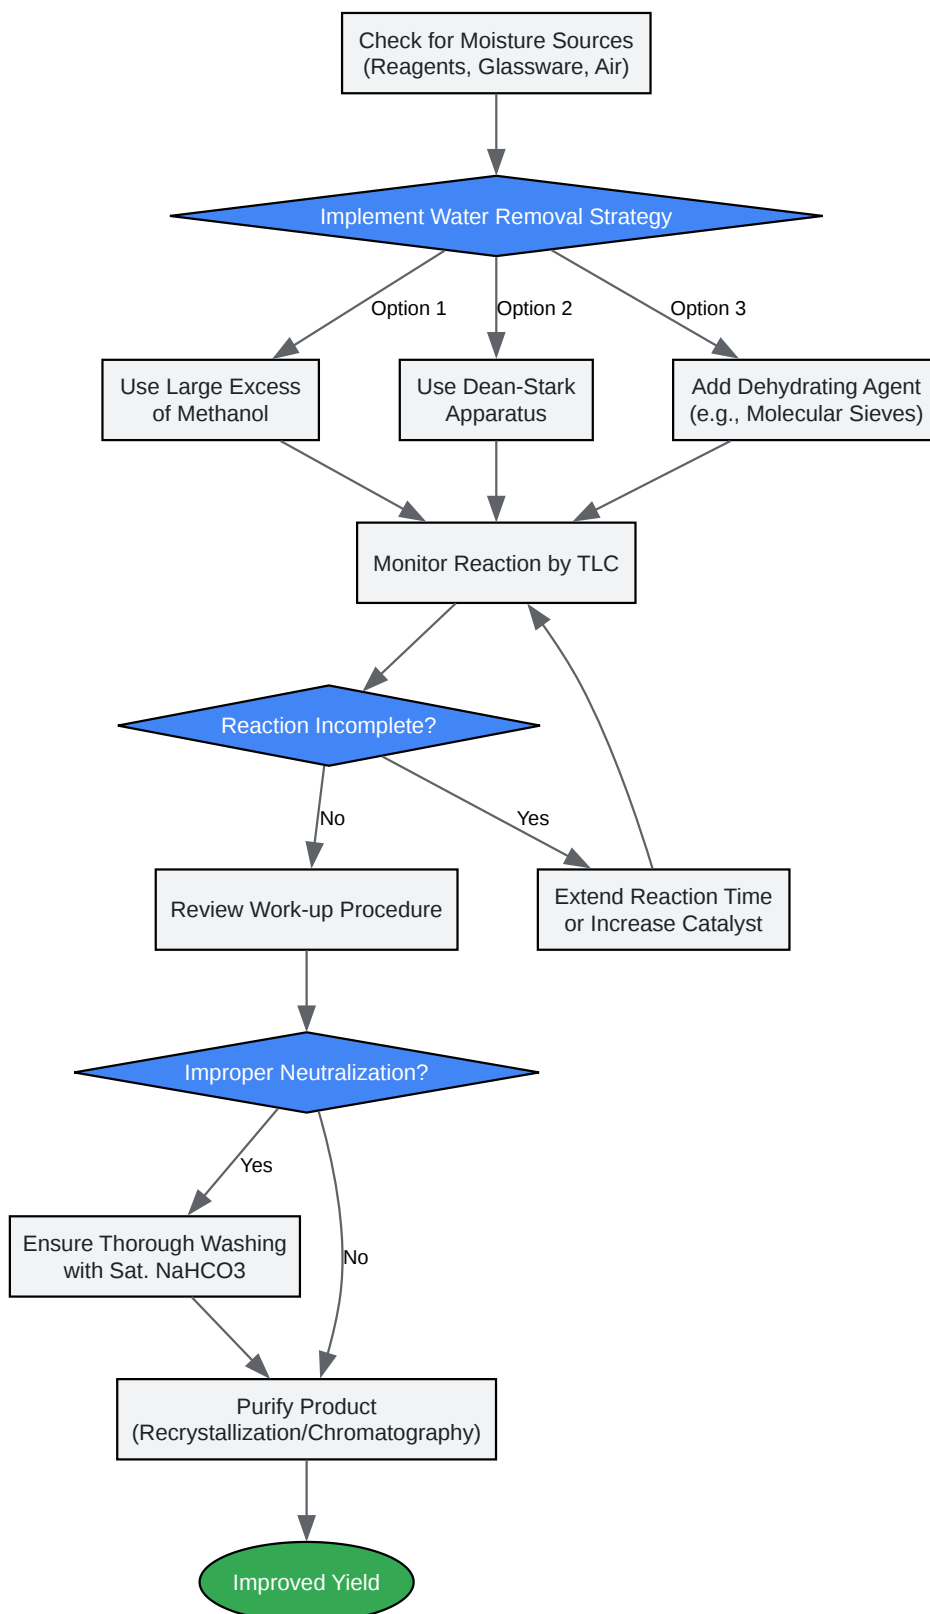 Check for Moisture Sources
(Reagents, Glassware, Air)
Implement Water Removal Strategy
Option 1
Option 2
Option 3
Use Large Excess
of Methanol
Use Dean-Stark
Apparatus
Add Dehydrating Agent
(e.g., Molecular Sieves)
Monitor Reaction by TLC
Reaction Incomplete?
No
Yes
Review Work-up Procedure
Extend Reaction Time
or Increase Catalyst
Improper Neutralization?
Yes
No
Ensure Thorough Washing
with Sat. NaHCO3
Purify Product
(Recrystallization/Chromatography)
Improved Yield